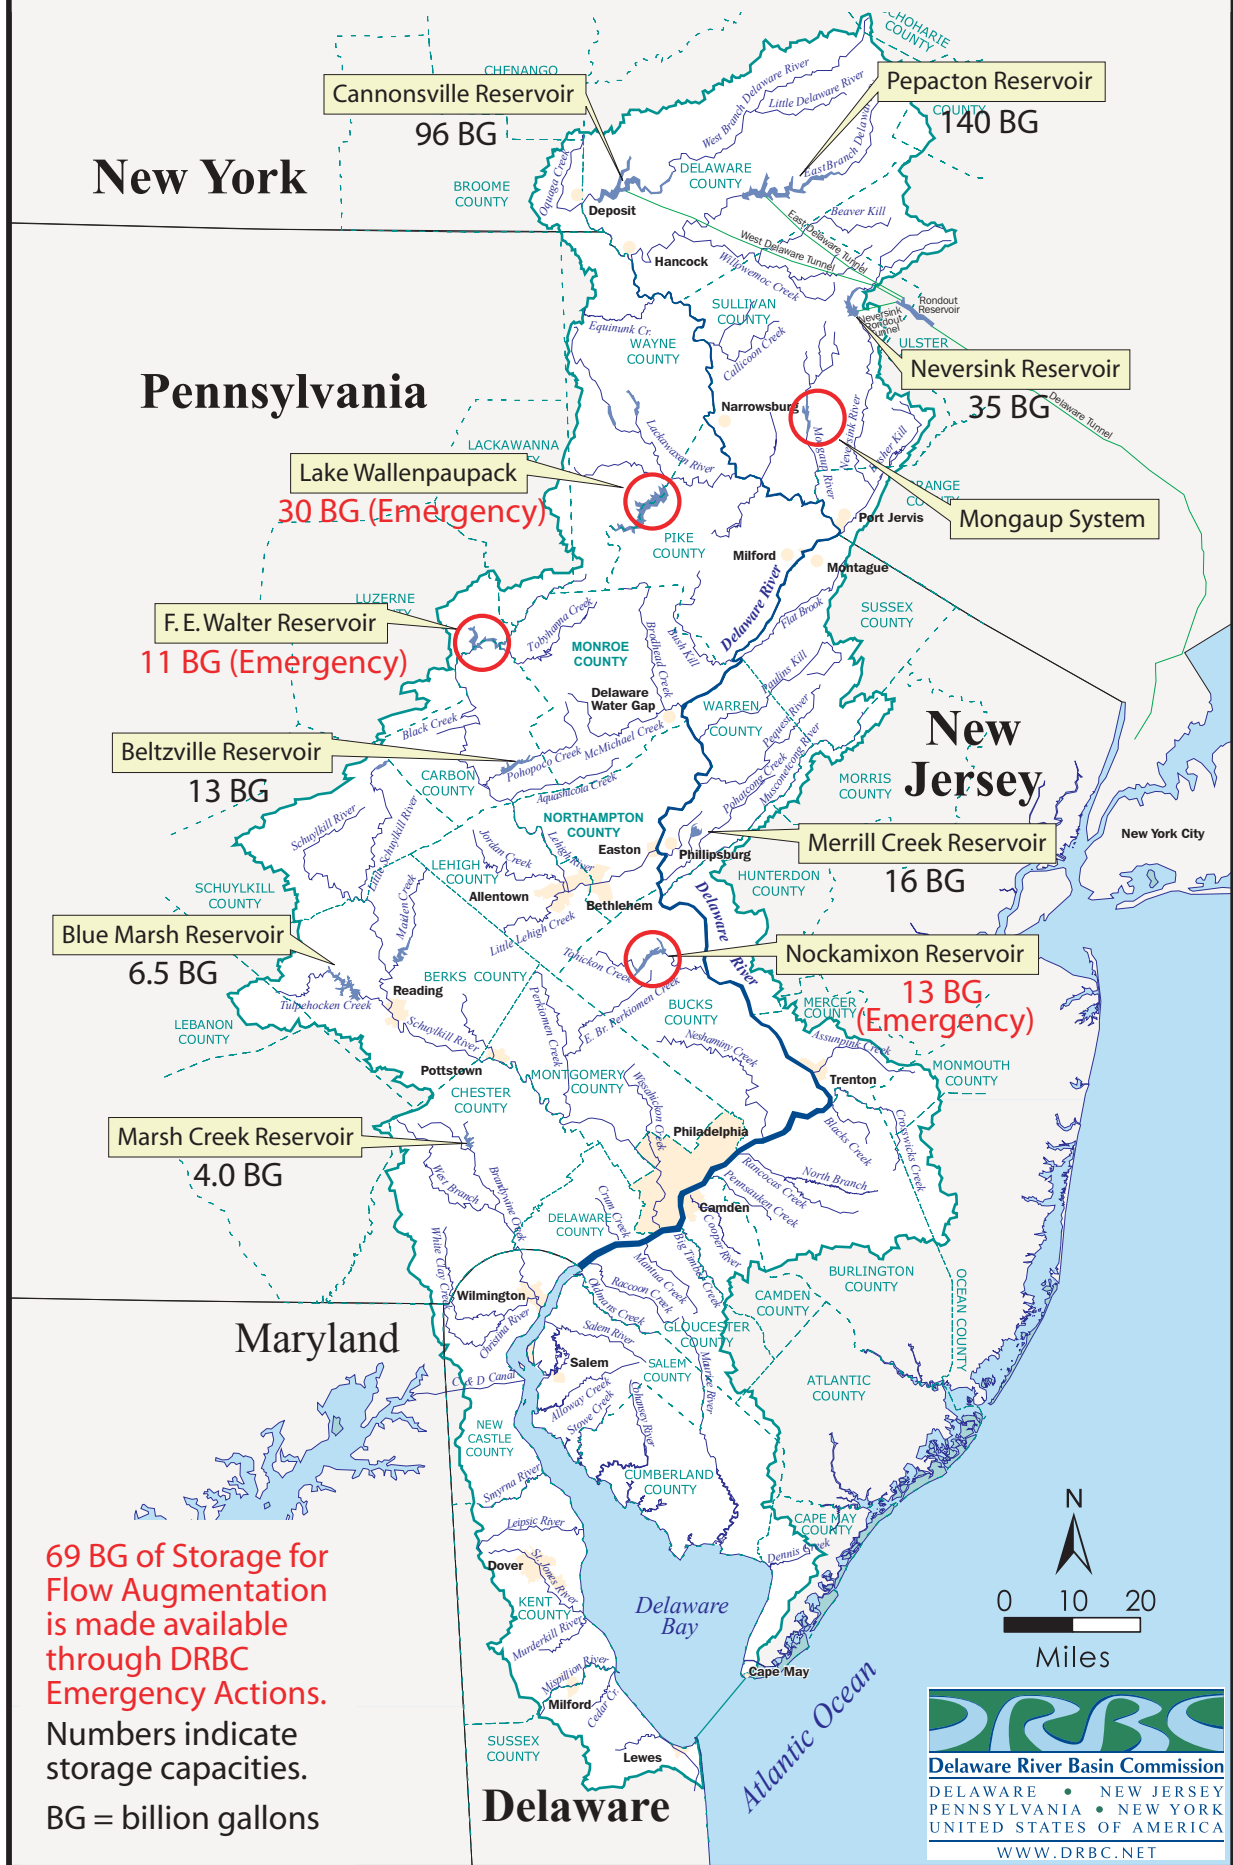 CHOHARIE
COUNTY
CHENANGO
Cannonsville Reservoir
96 BG
Pepacton Reservoir
COUNTY
140 BG
West Branch Delaware River
Little Delaware River
EastBranch Delawar
New York
BROOME
COUNTY
Oquaga Creek
DELAWARE
COUNTY
Deposit
Beaver Kill
East Delaware Tunnel
West Delaware Tunnel
Hancock
Willowemoc Creek
SULLIVAN
COUNTY
Rondout
Reservoir
Neversink
Rondout
Tunnel
ULSTER
Equinunk Cr.
WAYNE
COUNTY
Callicoon Creek
Neversink Reservoir
35 BG
Delaware Tunnel
Pennsylvania
Narrowsburg
Mongaup River
Neversink River
Basher Kill
Lackawaxen River
LACKAWANNA
TY
Lake Wallenpaupack
30 BG (Emergency)
ORANGE
COUNTY
Mongaup System
Port Jervis
PIKE
COUNTY
Milford
Montague
Delaware River
Flat Brook
SUSSEX
COUNTY
LUZERNE
COUNTY
F. E. Walter Reservoir
11 BG (Emergency)
Tobyhanna Creek
MONROE
COUNTY
Brodhead Creek
Bush Kill
Delaware
Water Gap
Paulins Kill
WARREN
COUNTY
Pequest River
New
Jersey
Black Creek
McMichael Creek
Beltzville Reservoir
13 BG
Pohopoco Creek
CARBON
COUNTY
Aquashicola Creek
Pohatcong Creek
Musconetcong River
MORRIS
COUNTY
Schuylkill River
Little Schuylkill River
NORTHAMPTON
COUNTY
Easton
Phillipsburg
Merrill Creek Reservoir
16 BG
New York City
Jordan Creek
Lehigh River
LEHIGH
COUNTY
HUNTERDON
COUNTY
SCHUYLKILL
COUNTY
Allentown
Bethlehem
Maiden Creek
Little Lehigh Creek
Delaware
River
Blue Marsh Reservoir
6.5 BG
Tohickon Creek
Nockamixon Reservoir
13 BG
(Emergency)
BERKS COUNTY
Reading
Tulpehocken Creek
LEBANON
COUNTY
Perkiomen Creek
E. Br. Perkiomen Creek
BUCKS
COUNTY
MERCER
COUNTY
Schuylkill River
Neshaminy Creek
Assunpink Creek
Pottstown
MONTGOMERY
COUNTY
Wissahickon Creek
Trenton
MONMOUTH
COUNTY
CHESTER
COUNTY
Marsh Creek Reservoir
4.0 BG
Philadelphia
Blacks Creek
Crosswicks Creek
West Branch
Brandywine Creek
Rancocas Creek
North Branch
Pennsauken Creek
Crum Creek
Camden
DELAWARE
COUNTY
Cooper River
Big Timber Creek
White Clay Creek
Mantua Creek
Raccoon Creek
Oldmans Creek
BURLINGTON
COUNTY
OCEAN COUNTY
Wilmington
CAMDEN
COUNTY
Maryland
Christina River
Salem River
GLOUCESTER
COUNTY
Salem
SALEM
COUNTY
Maurice River
C & D Canal
Alloway Creek
Stowe Creek
Cohansey River
ATLANTIC
COUNTY
NEW
CASTLE
COUNTY
CUMBERLAND
COUNTY
Smyrna River
Leipsic River
CAPE MAY
COUNTY
Dennis Creek
Dover
St. Jones River
KENT
COUNTY
Murderkill River
Delaware
Bay
Mispillion River
Cape May
Milford
Cedar Cr.
SUSSEX
COUNTY
Lewes
Delaware
Atlantic Ocean
69 BG of Storage for
Flow Augmentation
is made available
through DRBC
Emergency Actions.
Numbers indicate
storage capacities.
BG = billion gallons
N
0 10 20
Miles
DRBC
Delaware River Basin Commission
DELAWARE • NEW JERSEY
PENNSYLVANIA • NEW YORK
UNITED STATES OF AMERICA
WWW.DRBC.NET